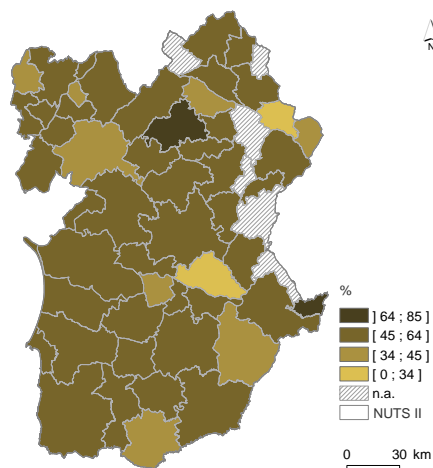 N
%
] 64 ; 85 ]
] 45 ; 64 ]
] 34 ; 45 ]
[ 0 ; 34 ]
n.a.
NUTS II
0 30 km